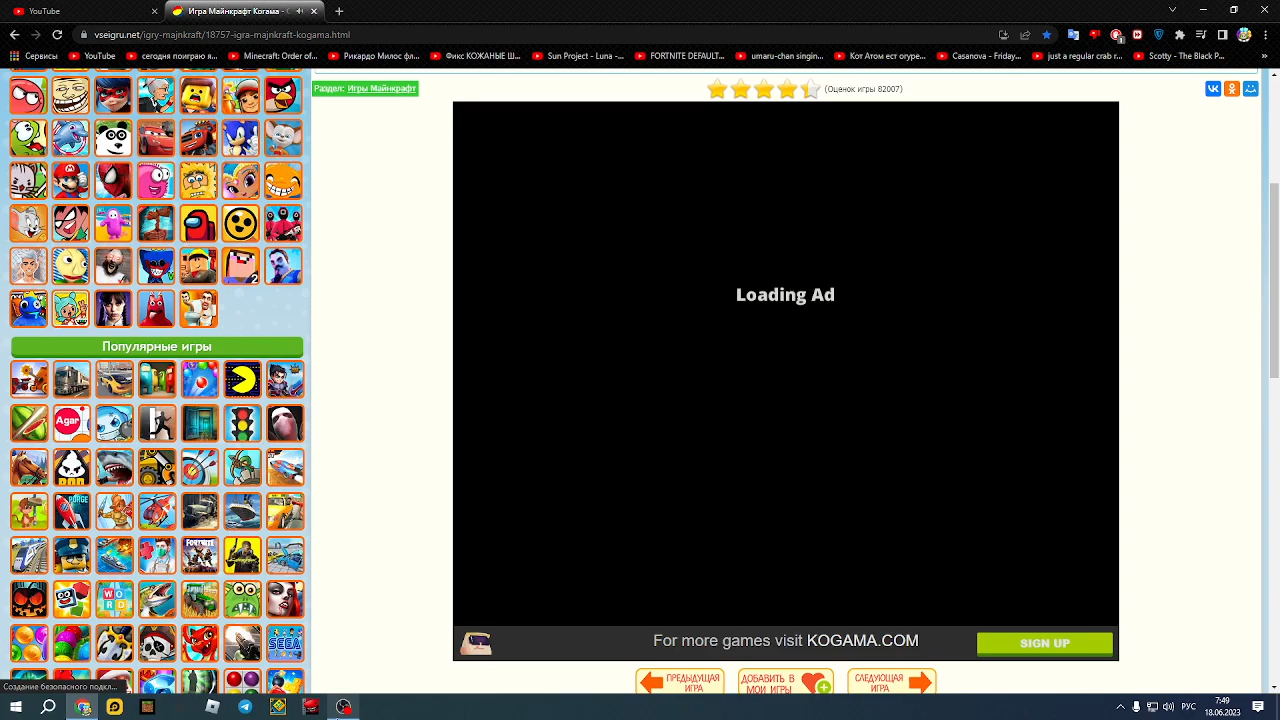 YouTube
Игра Майнкрафт Когама - О
vseigru.net/igry-majnkraft/18757-igra-majnkraft-kogama.html
Сервисы
YouTube
сегодня поиграю в...
Minecraft: Order of...
Рикардо Милос фл...
Фикс КОЖАНЫЕ Ш...
Sun Project - Luna -...
FORTNITE DEFAULT...
umaru-chan singin...
Кот Атом ест огуре...
Casanova - Friday...
just a regular crab r...
Scotty - The Black P...
»
Раздел: Игры Майнкрафт
(Оценок игры 82007)
Loading Ad
Популярные игры
Agar
PORGE
FORTNITE
WORD
SEGA
For more games visit KOGAMA.COM
SIGN UP
ПРЕДЫДУЩАЯ ИГРА
ДОБАВИТЬ В МОИ ИГРЫ
СЛЕДУЮЩАЯ ИГРА
Создание безопасного подкл...
РУС
7:49
18.06.2023